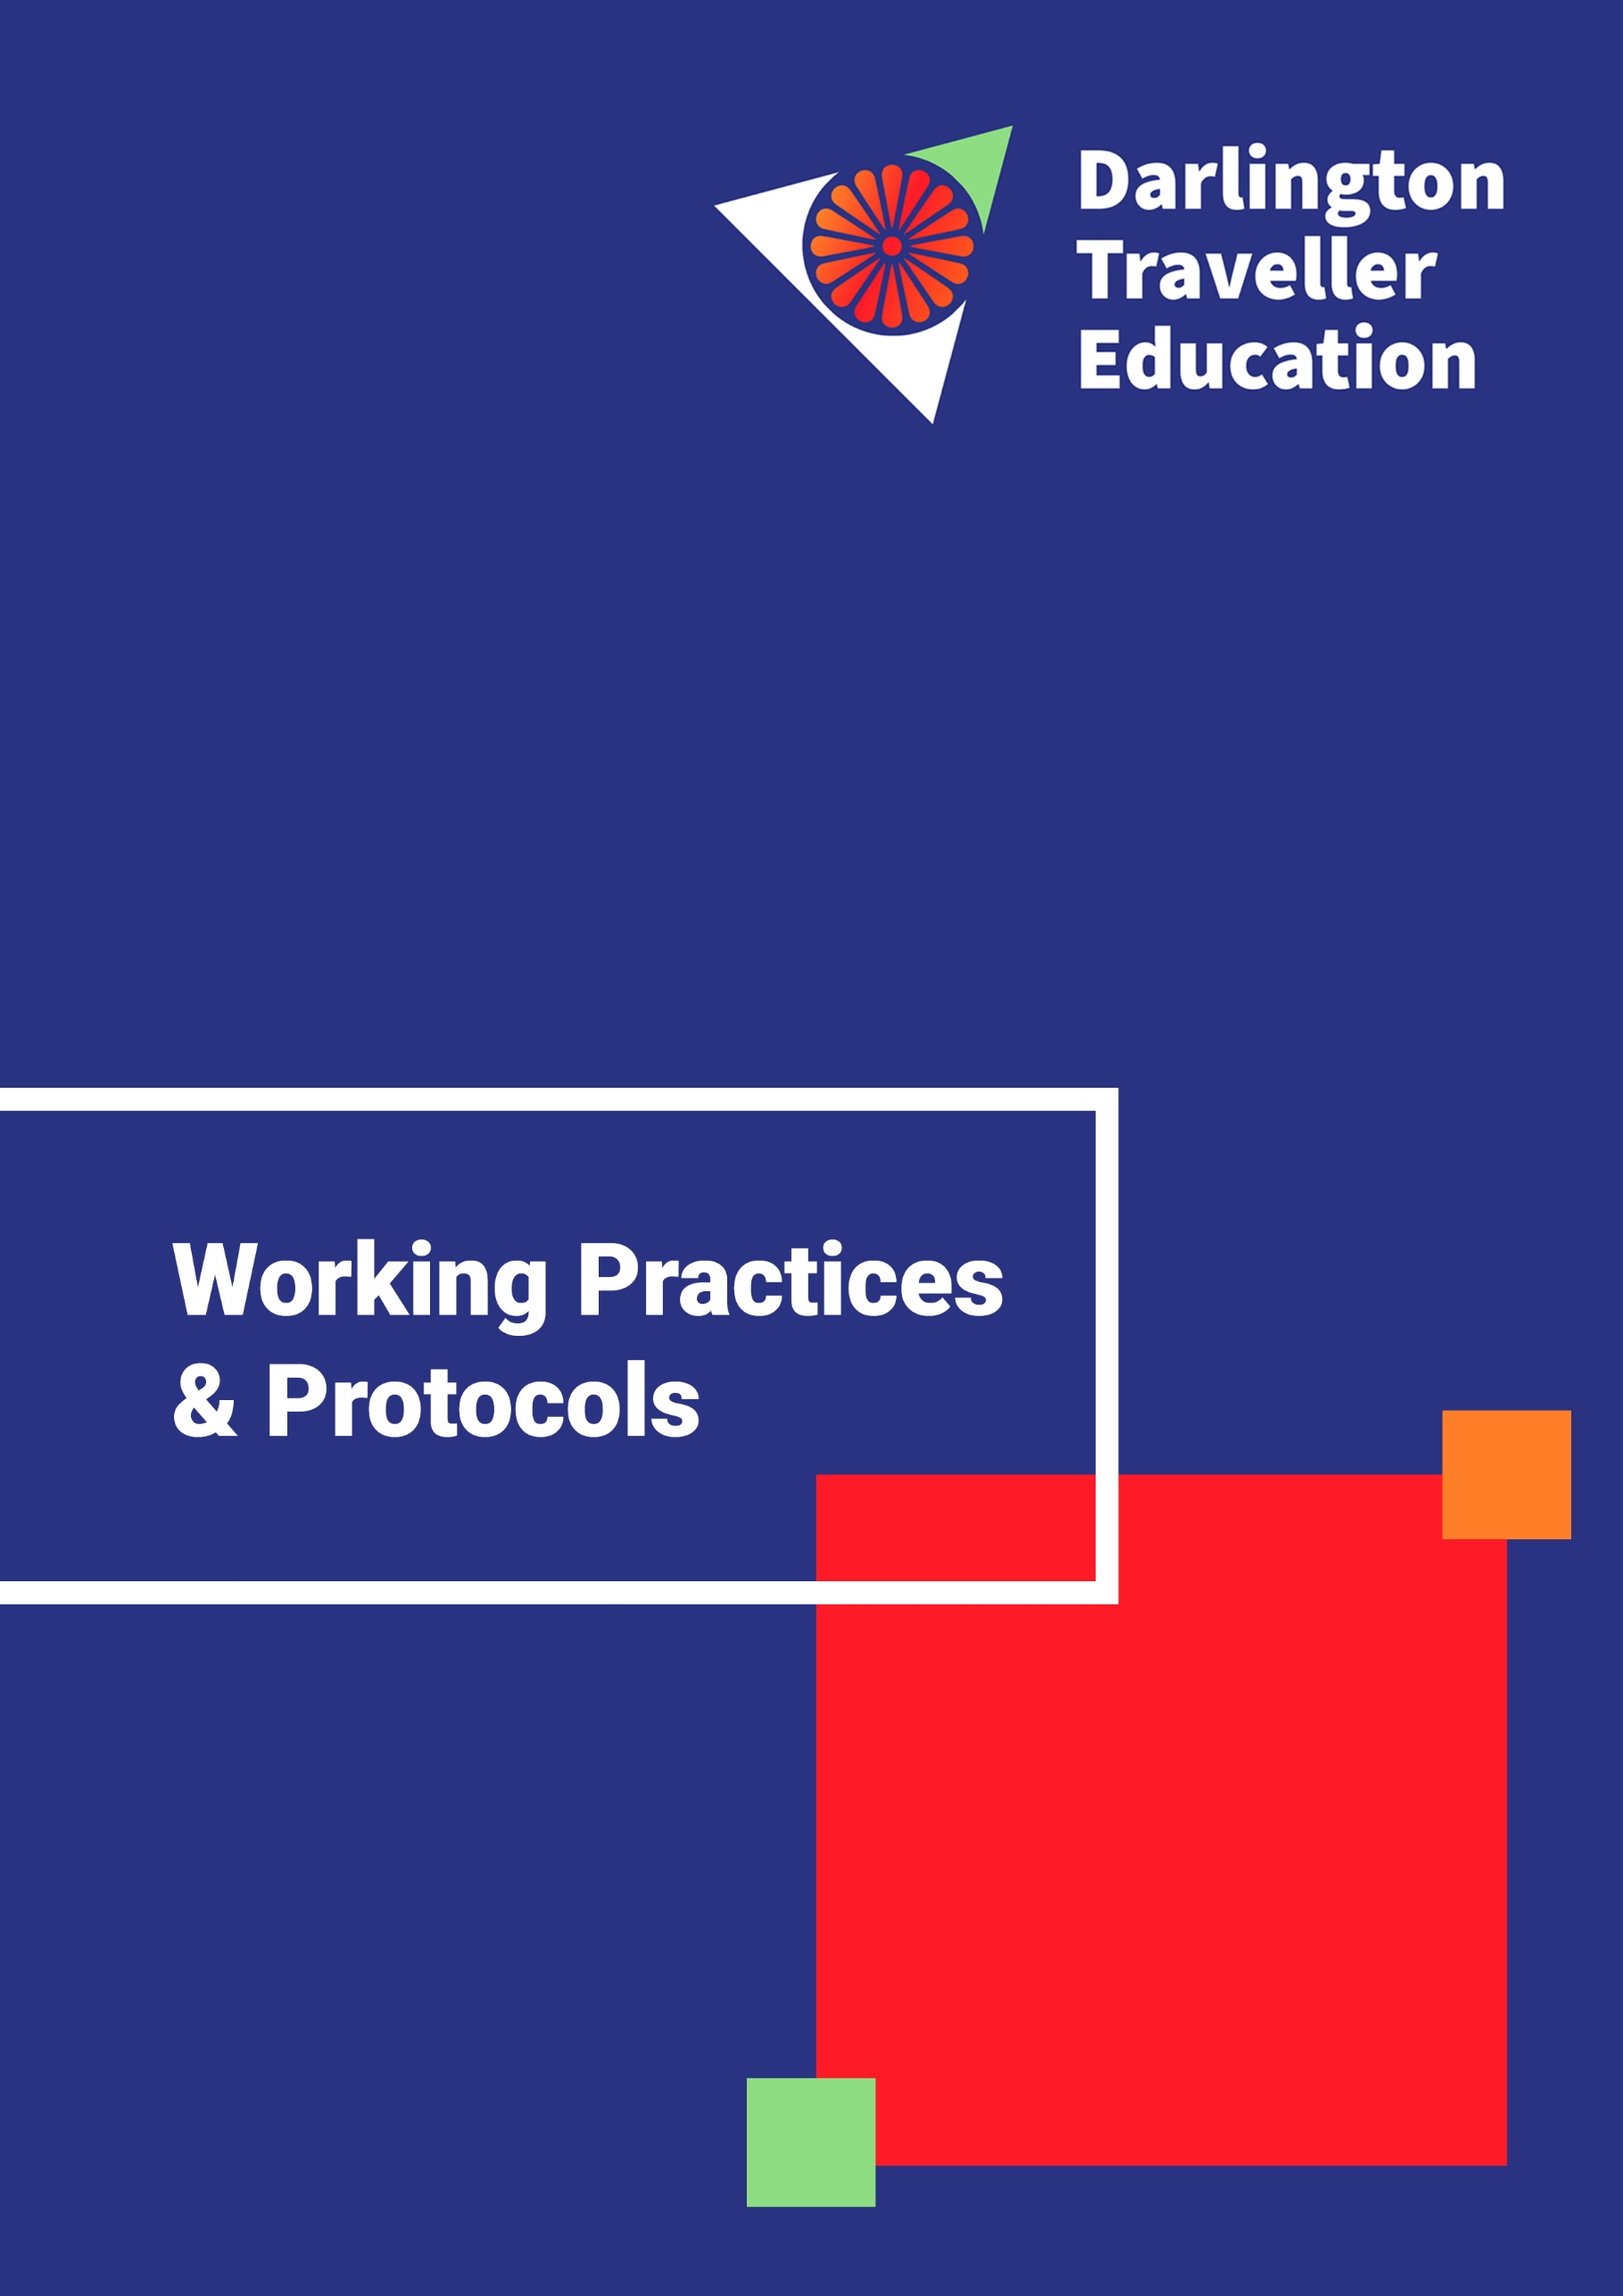 Darlington
Traveller
Education
Working Practices
& Protocols